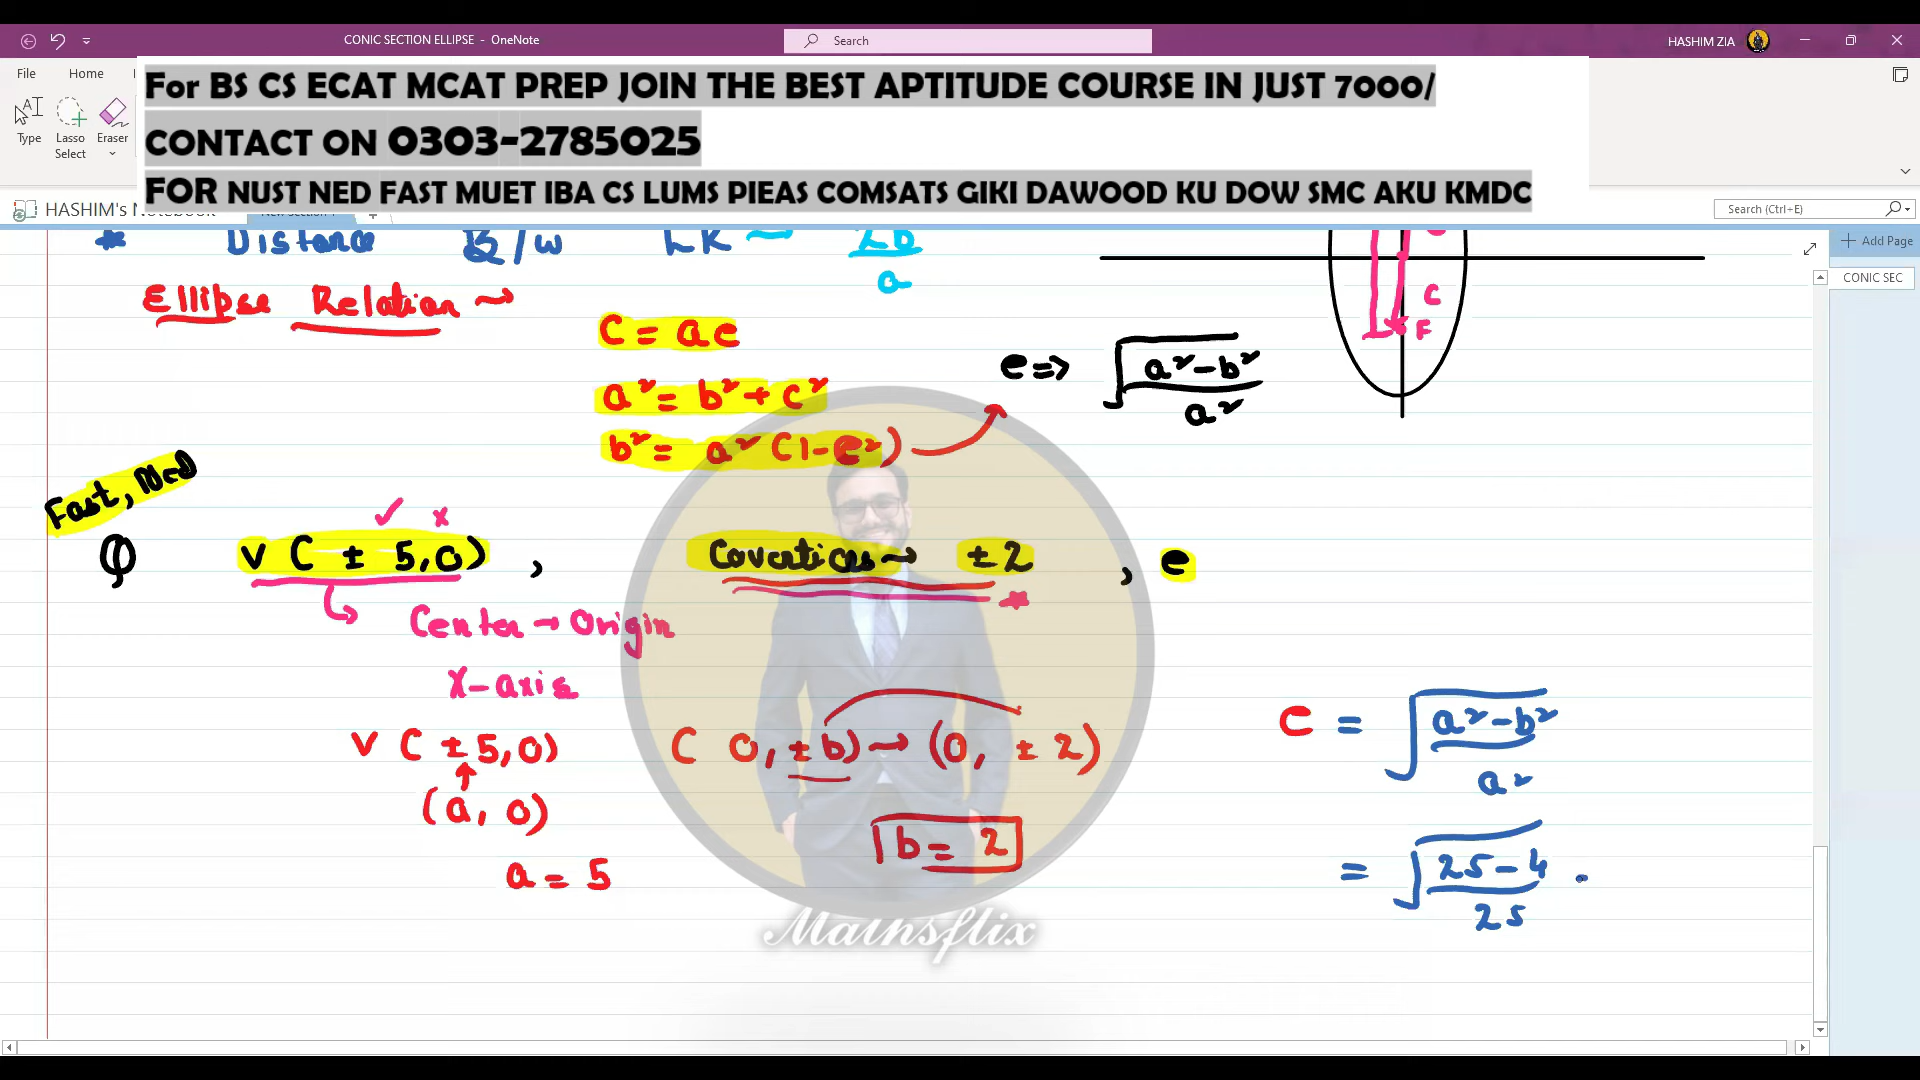 CONIC SECTION ELLIPSE - OneNote
Search
HASHIM ZIA
File Home
For BS CS ECAT MCAT PREP JOIN THE BEST APTITUDE COURSE IN JUST 7000/
CONTACT ON 0303-2785025
FOR NUST NED FAST MUET IBA CS LUMS PIEAS COMSATS GIKI DAWOOD KU DOW SMC AKU KMDC
Type
Lasso Select
Eraser
HASHIM's Notebook
Search (Ctrl+E)
Add Page
CONIC SEC
* Distance B/w
a
Ellipse Relation →
C = ae
a² = b² + c²
b² = a² (1-e²)
e => √(a²-b²/a²)
C
F
Fast, Ned
Q V ( ± 5,0) , Covertices → ±2 , e
Center → Origin
X-axis
V ( ± 5,0)
(a, 0)
a = 5
( 0, ±b) → (0, ± 2)
b = 2
e = √(a²-b²/a²)
= √(25-4/25)
Mainsflix